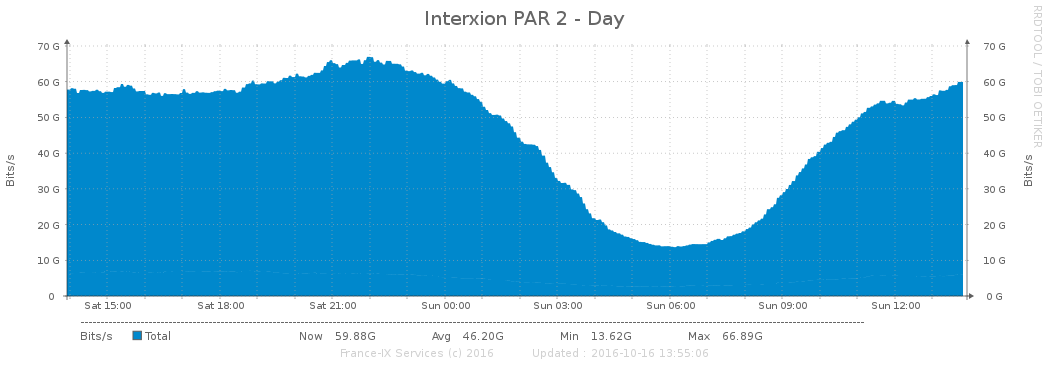 Interxion PAR 2 - Day
RRDTOOL / TOBI OETIKER
Bits/s
70 G 70 G
60 G 60 G
50 G 50 G
40 G 40 G
30 G 30 G
20 G 20 G
10 G 10 G
0 0 G
Bits/s
Sat 15:00 Sat 18:00 Sat 21:00 Sun 00:00 Sun 03:00 Sun 06:00 Sun 09:00 Sun 12:00
Bits/s Total Now 59.88G Avg 46.20G Min 13.62G Max 66.89G
France-IX Services (c) 2016 Updated : 2016-10-16 13:55:06